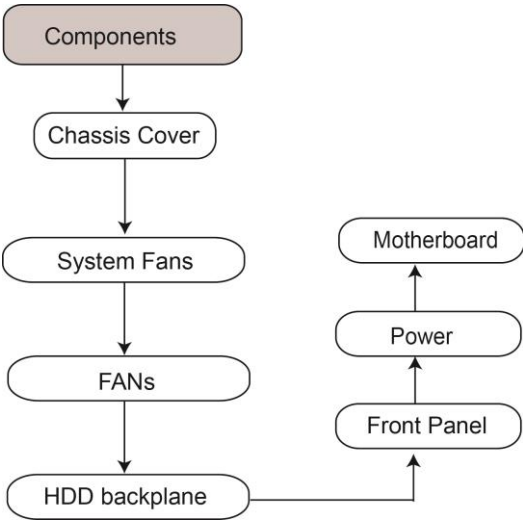 Components
Chassis Cover
System Fans
FANs
HDD backplane
Front Panel
Power
Motherboard